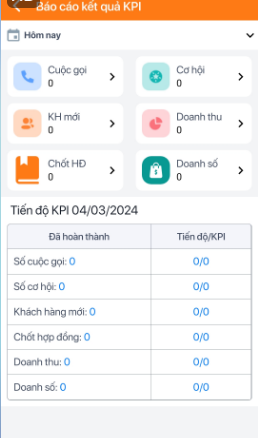 Báo cáo kết quả KPI
Hôm nay
Cuộc gọi
0
Cơ hội
0
KH mới
0
Doanh thu
0
Chốt HĐ
0
Doanh số
0
Tiến độ KPI 04/03/2024
Đã hoàn thành Tiến độ/KPI
Số cuộc gọi: 0 0/0
Số cơ hội: 0 0/0
Khách hàng mới: 0 0/0
Chốt hợp đồng: 0 0/0
Doanh thu: 0 0/0
Doanh số: 0 0/0